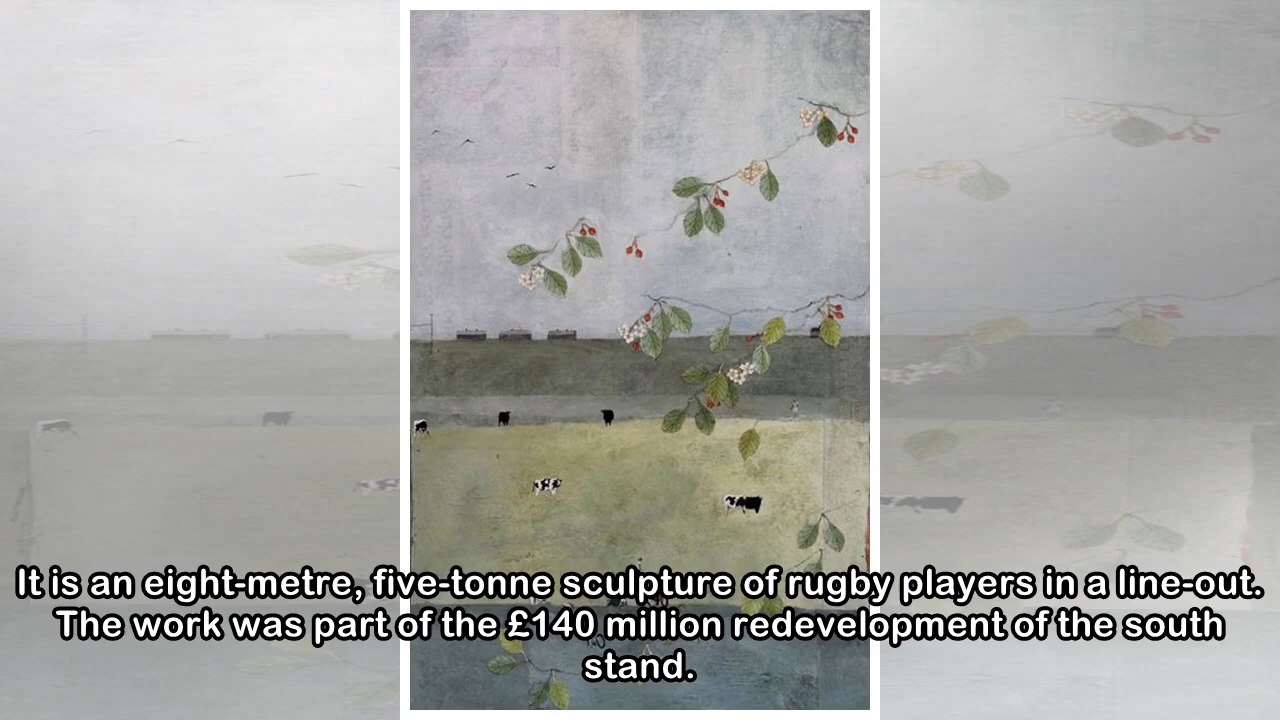 It is an eight-metre, five-tonne sculpture of rugby players in a line-out.
The work was part of the £140 million redevelopment of the south
stand.